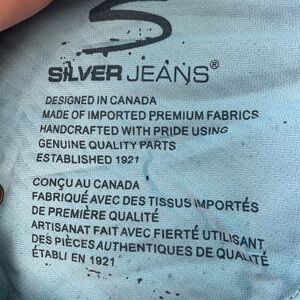 S
SILVER JEANS®
DESIGNED IN CANADA
MADE OF IMPORTED PREMIUM FABRICS
HANDCRAFTED WITH PRIDE USING
GENUINE QUALITY PARTS
ESTABLISHED 1921
CONÇU AU CANADA
FABRIQUÉ AVEC DES TISSUS IMPORTÉS
DE PREMIÈRE QUALITÉ
ARTISANAT FAIT AVEC FIERTÉ UTILISANT
DES PIÈCES AUTHENTIQUES DE QUALITÉ
ÉTABLI EN 1921